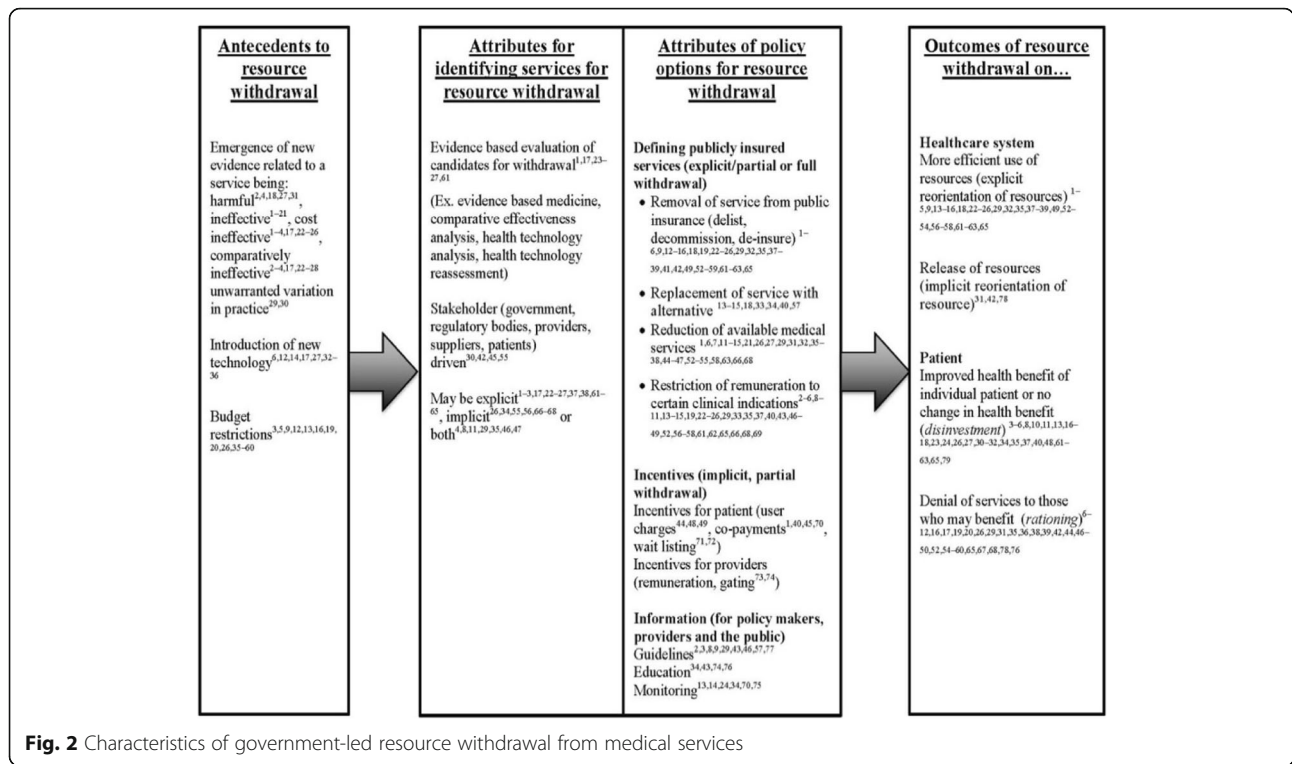 Antecedents to
resource
withdrawal
Emergence of new
evidence related to a
service being:
harmful2,4,18,27,31,
ineffective1–21, cost
ineffective1–4,17,22–26,
comparatively
ineffective2–4,17,22–28
unwarranted variation
in practice29,30
Introduction of new
technology6,12,14,17,27,32–
36
Budget
restrictions3,5,9,12,13,16,19,
20,26,35–60
Attributes for
identifying services for
resource withdrawal
Evidence based evaluation of
candidates for withdrawal1,17,23–
27,61
(Ex. evidence based medicine,
comparative effectiveness
analysis, health technology
analysis, health technology
reassessment)
Stakeholder (government,
regulatory bodies, providers,
suppliers, patients)
driven30,42,45,55
May be explicit1–3,17,22–27,37,38,61–
65, implicit26,34,55,56,66–68 or
both4,8,11,29,35,46,47
Attributes of policy
options for resource
withdrawal
Defining publicly insured
services (explicit/partial or full
withdrawal)
• Removal of service from public
insurance (delist,
decommission, de-insure) 1–
6,9,12–16,18,19,22–26,29,32,35,37–
39,41,42,49,52–59,61–63,65
• Replacement of service with
alternative 13–15,18,33,34,40,57
• Reduction of available medical
services 1,6,7,11–15,21,26,27,29,31,32,35–
38,44–47,52–55,58,63,66,68
• Restriction of remuneration to
certain clinical indications2–6,8–
11,13–15,19,22–26,29,33,35,37,40,43,46–
49,52,56–58,61,62,65,66,68,69
Incentives (implicit, partial
withdrawal)
Incentives for patient (user
charges44,48,49, co-payments1,40,45,70,
wait listing71,72)
Incentives for providers
(remuneration, gating73,74)
Information (for policy makers,
providers and the public)
Guidelines2,3,8,9,29,43,46,57,77
Education34,43,74,76
Monitoring13,14,24,34,70,75
Outcomes of resource
withdrawal on…
Healthcare system
More efficient use of
resources (explicit
reorientation of resources) 1–
5,9,13–16,18,22–26,29,32,35,37–39,49,52–
54,56–58,61–63,65
Release of resources
(implicit reorientation of
resource)31,42,78
Patient
Improved health benefit of
individual patient or no
change in health benefit
(disinvestment) 3–6,8,10,11,13,16–
18,23,24,26,27,30–32,34,35,37,40,48,61–
63,65,79
Denial of services to those
who may benefit (rationing)6–
12,16,17,19,20,26,29,31,35,36,38,39,42,44,46–
50,52,54–60,65,67,68,78,76
Fig. 2 Characteristics of government-led resource withdrawal from medical services